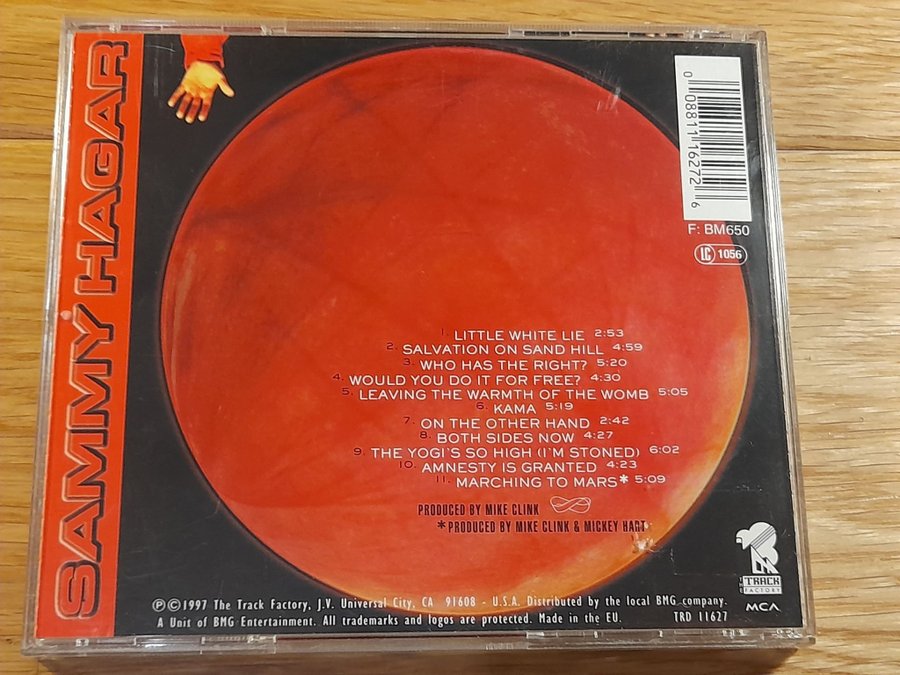 SAMMY HAGAR
0 08811 16272 6
F: BM650
LC 1056
1. LITTLE WHITE LIE 2:53
2. SALVATION ON SAND HILL 4:59
3. WHO HAS THE RIGHT? 5:20
4. WOULD YOU DO IT FOR FREE? 4:30
5. LEAVING THE WARMTH OF THE WOMB 5:05
6. KAMA 5:19
7. ON THE OTHER HAND 2:42
8. BOTH SIDES NOW 4:27
9. THE YOGI'S SO HIGH (I'M STONED) 6:02
10. AMNESTY IS GRANTED 4:23
11. MARCHING TO MARS* 5:09
PRODUCED BY MIKE CLINK
*PRODUCED BY MIKE CLINK & MICKEY HART
THE TRACK
FACTORY
MCA
℗©1997 The Track Factory, J.V. Universal City, CA 91608 - U.S.A. Distributed by the local BMG company.
A Unit of BMG Entertainment. All trademarks and logos are protected. Made in the EU. TRD 11627